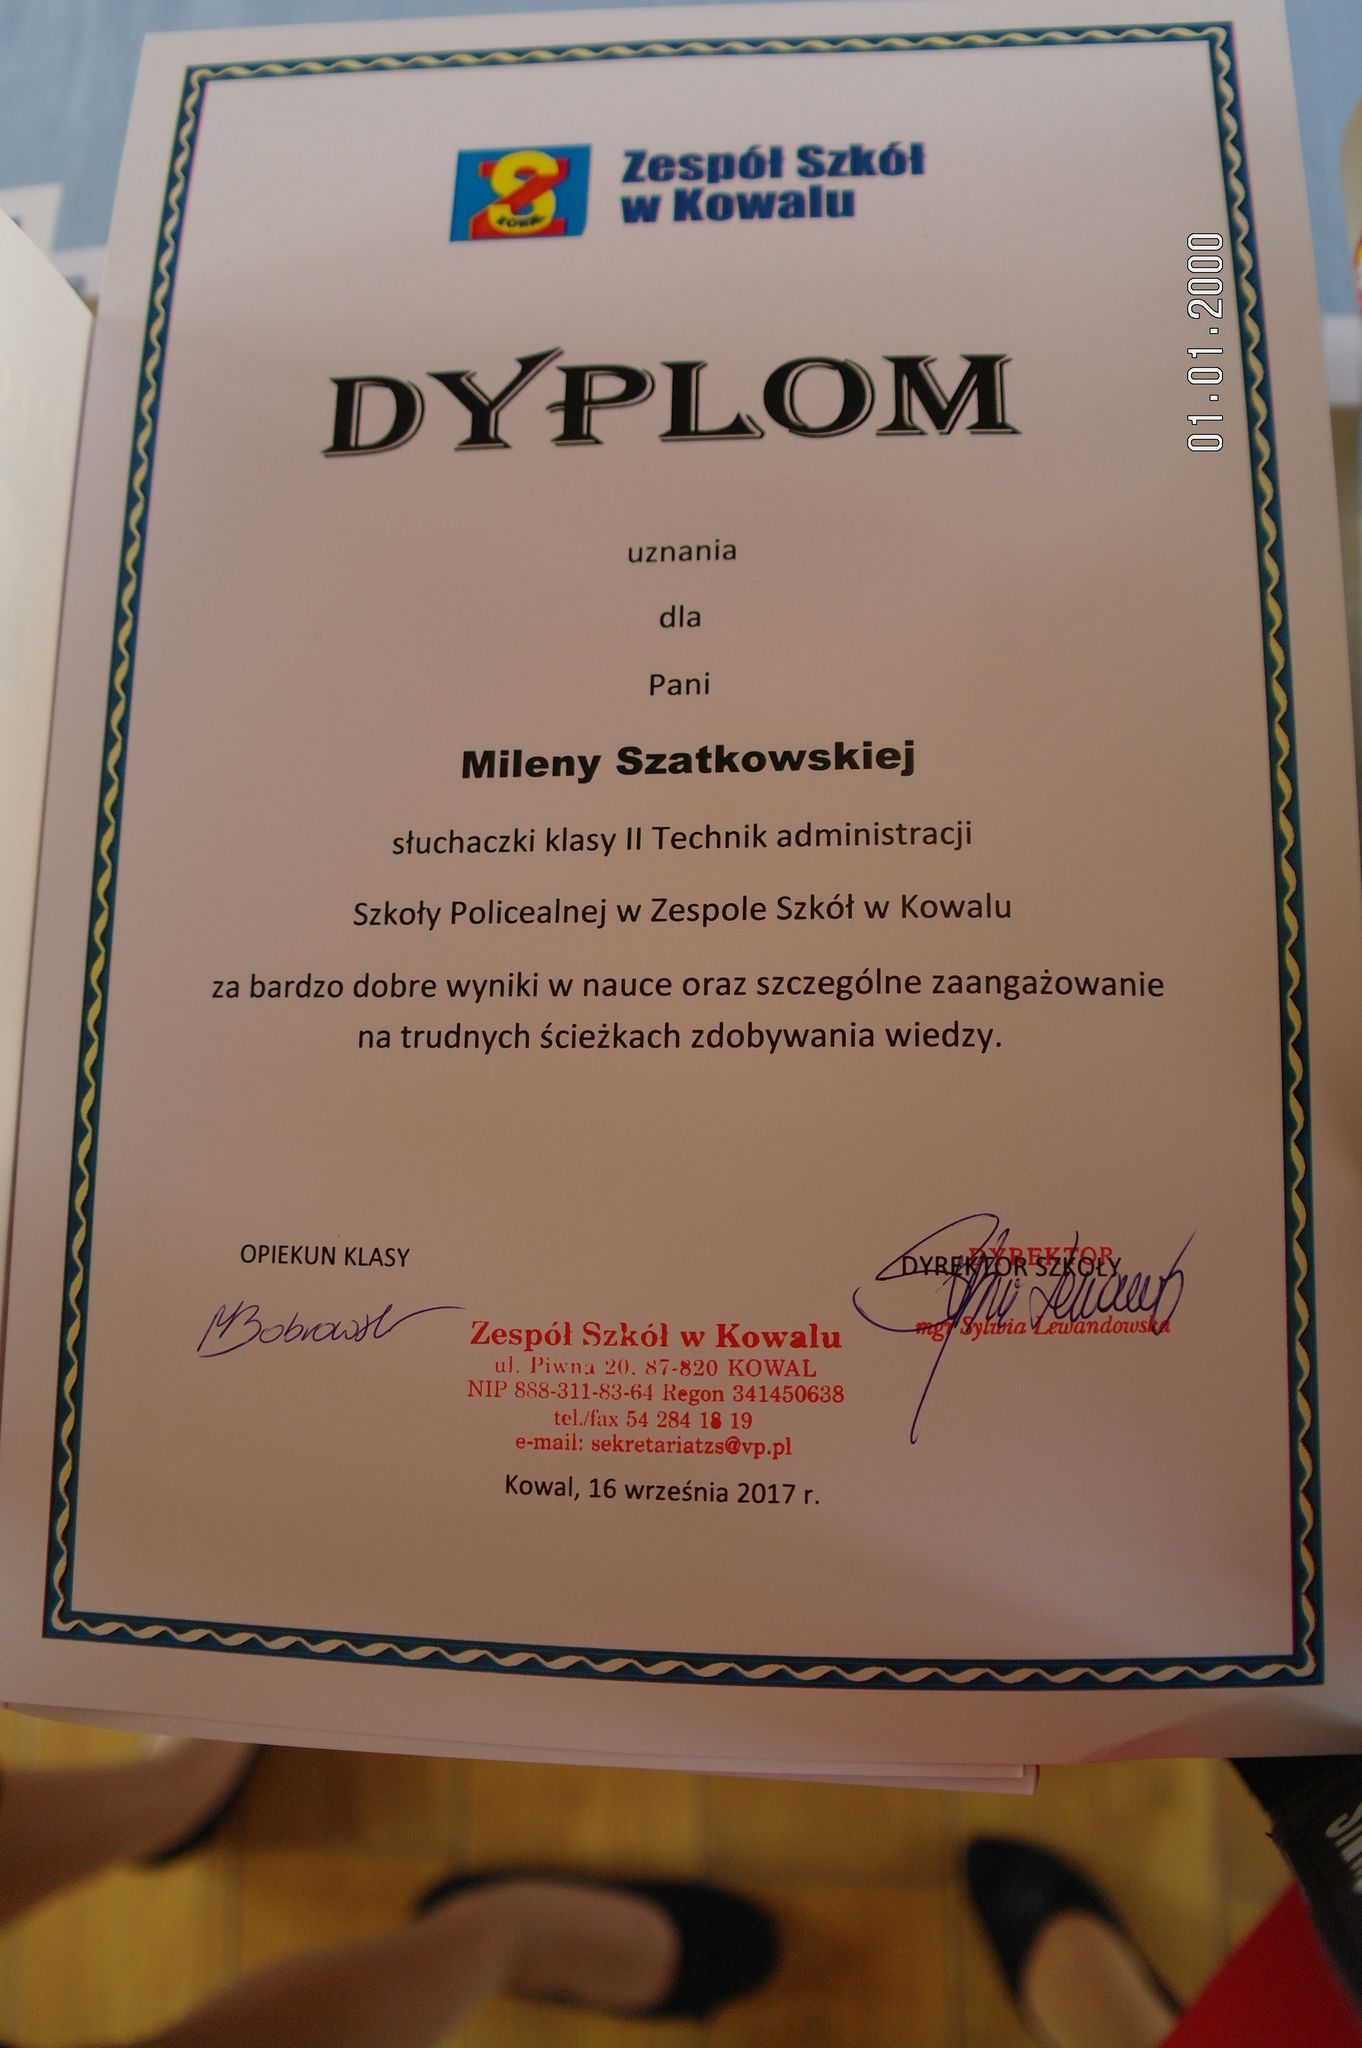 Zespół Szkół
w Kowalu
01.01.2000
DYPLOM
uznania
dla
Pani
Mileny Szatkowskiej
słuchaczki klasy II Technik administracji
Szkoły Policealnej w Zespole Szkół w Kowalu
za bardzo dobre wyniki w nauce oraz szczególne zaangażowanie
na trudnych ścieżkach zdobywania wiedzy.
OPIEKUN KLASY
DYREKTOR
DYREKTOR SZKOŁY
mgr Sylwia Lewandowska
Zespół Szkół w Kowalu
ul. Piwna 20. 87-820 KOWAL
NIP 888-311-83-64 Regon 341450638
tel./fax 54 284 18 19
e-mail: sekretariatzs@vp.pl
Kowal, 16 września 2017 r.